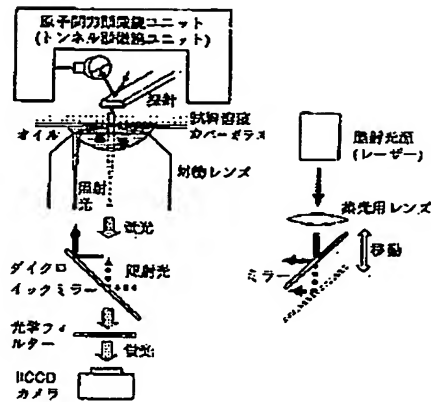 原子間力顕微鏡ユニット
(トンネル顕微鏡ユニット)
探針
試料溶液
カバーガラス
オイル
対物レンズ
照射
光
蛍光
ダイクロ
イックミラー
照射光
光学フィ
ルター
蛍光
IICCD
カメラ
照射光源
(レーザー)
集光用レンズ
移動
ミラー